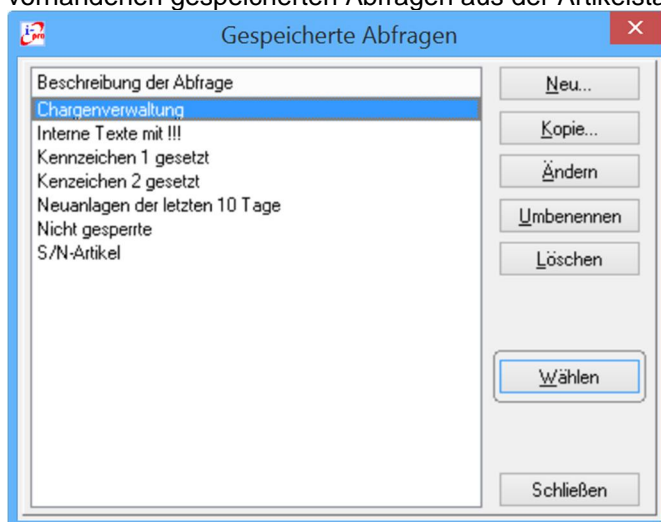 vorhandenen gespeicherten Abfragen aus der
Gespeicherte Abfragen
Beschreibung der Abfrage
Chargenverwaltung
Interne Texte mit !!!
Kennzeichen 1 gesetzt
Kenzeichen 2 gesetzt
Neuanlagen der letzten 10 Tage
Nicht gesperrte
S/N-Artikel
Neu...
Kopie...
Ändern
Umbenennen
Löschen
Wählen
Schließen